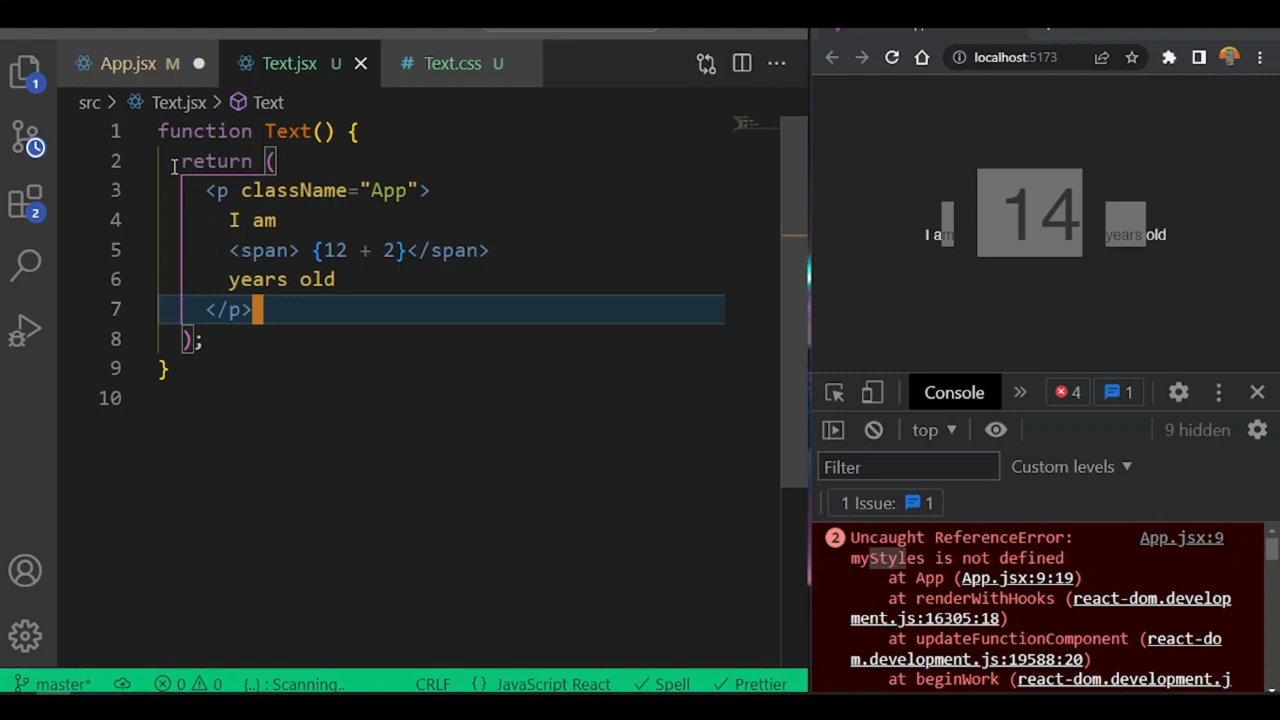 App.jsx M
Text.jsx U
# Text.css U
localhost:5173
src > Text.jsx > Text
1 function Text() {
2 return (
3 <p className="App">
4 I am
5 <span> {12 + 2}</span>
6 years old
7 </p>
8 );
9 }
10
1
2
I am 14 years old
Console » 4 1
top 9 hidden
Filter Custom levels
1 Issue: 1
2 Uncaught ReferenceError: App.jsx:9
myStyles is not defined
at App (App.jsx:9:19)
at renderWithHooks (react-dom.develop
ment.js:16305:18)
at updateFunctionComponent (react-do
m.development.js:19588:20)
at beginWork (react-dom.development.j
master* 0 0 {..} : Scanning.. CRLF {} JavaScript React Spell Prettier